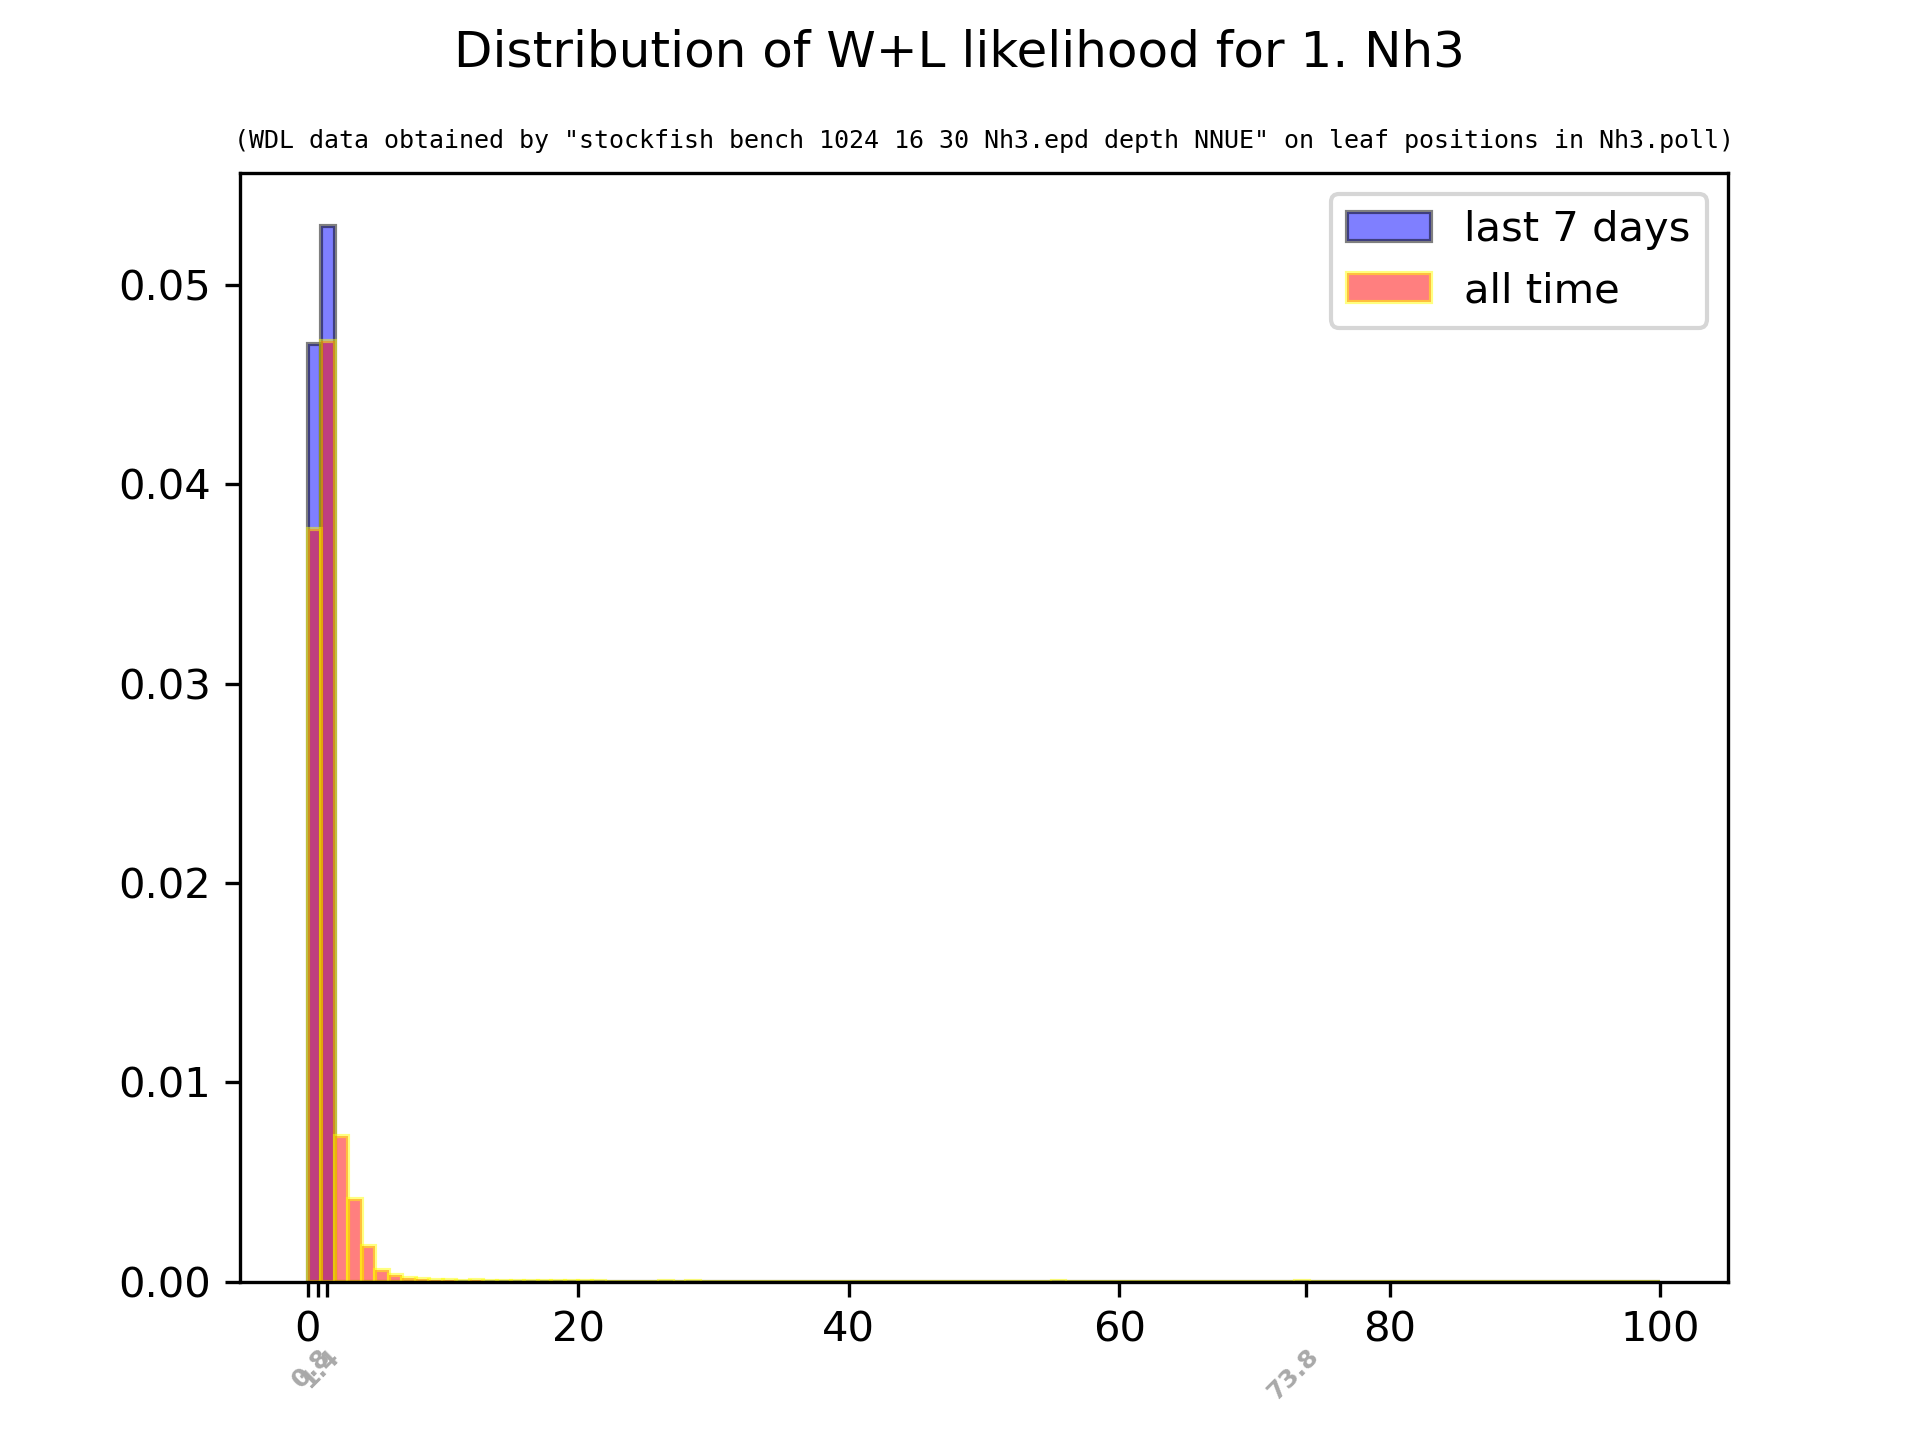 Distribution of W+L likelihood for 1. Nh3
(WDL data obtained by "stockfish bench 1024 16 30 Nh3.epd depth NNUE" on leaf positions in Nh3.poll)
last 7 days
all time
0.05
0.04
0.03
0.02
0.01
0.00
0 20 40 60 80 100
73.8